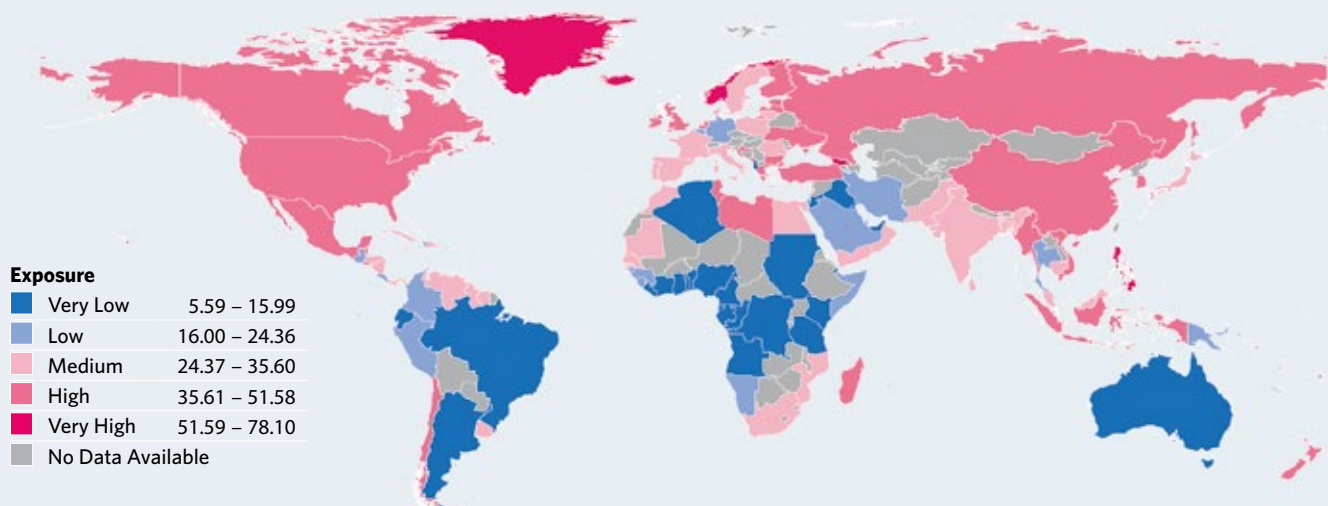 Exposure
Very Low 5.59 – 15.99
Low 16.00 – 24.36
Medium 24.37 – 35.60
High 35.61 – 51.58
Very High 51.59 – 78.10
No Data Available